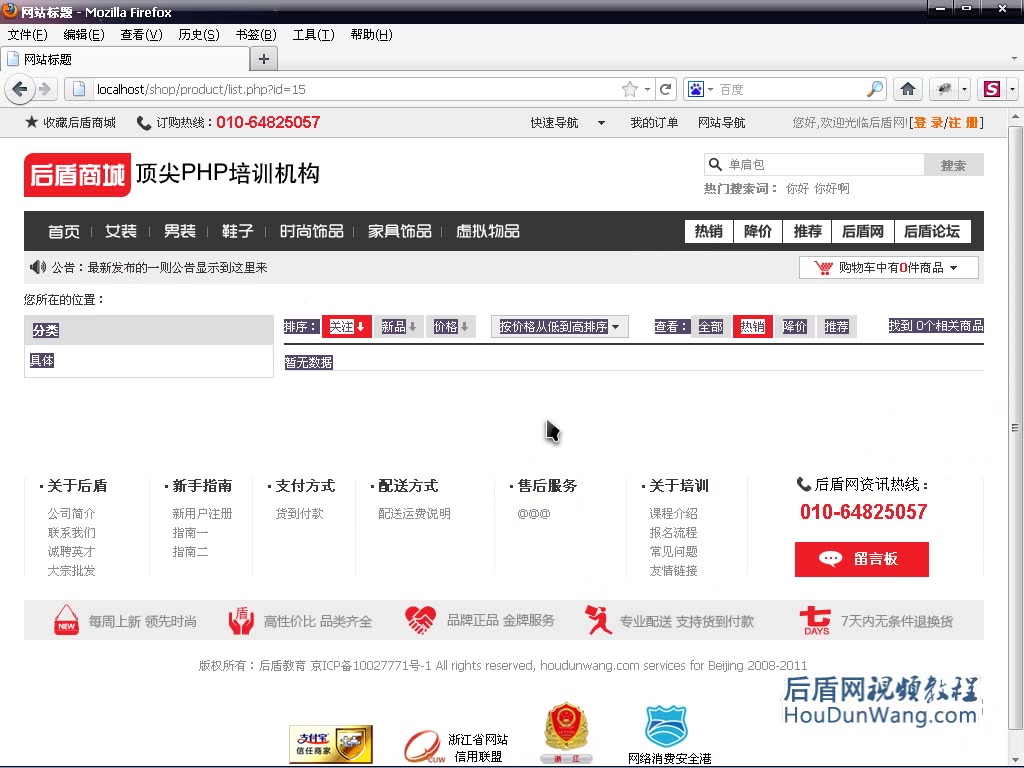 网站标题 - Mozilla Firefox
文件(F) 编辑(E) 查看(V) 历史(S) 书签(B) 工具(T) 帮助(H)
网站标题
localhost/shop/product/list.php?id=15 百度
收藏后盾商城 订购热线：010-64825057 快速导航 我的订单 网站导航 您好,欢迎光临后盾网![登 录/注 册]
后盾商城 顶尖PHP培训机构
单肩包 搜索
热门搜索词： 你好 你好啊
首页 女装 男装 鞋子 时尚饰品 家具饰品 虚拟物品 热销 降价 推荐 后盾网 后盾论坛
公告：最新发布的一则公告显示到这里来 购物车中有0件商品
您所在的位置：
分类 排序： 关注 新品 价格 按价格从低到高排序 查看： 全部 热销 降价 推荐 找到 0个相关商品
具体 暂无数据
· 关于后盾 · 新手指南 · 支付方式 · 配送方式 · 售后服务 · 关于培训 后盾网资讯热线：
公司简介 新用户注册 货到付款 配送运费说明 @@@ 课程介绍 010-64825057
联系我们 指南一 报名流程
诚聘英才 指南二 常见问题 留言板
大宗批发 友情链接
NEW 每周上新 领先时尚 盾 高性价比 品类齐全 品牌正品 金牌服务 专业配送 支持货到付款 7 DAYS 7天内无条件退换货
版权所有：后盾教育 京ICP备10027771号-1 All rights reserved, houdunwang.com services for Beijing 2008-2011
后盾网视频教程
HouDunWang.com
支付宝 信任商家 CUW 浙江省网站 信用联盟 浙 江 网络消费安全港